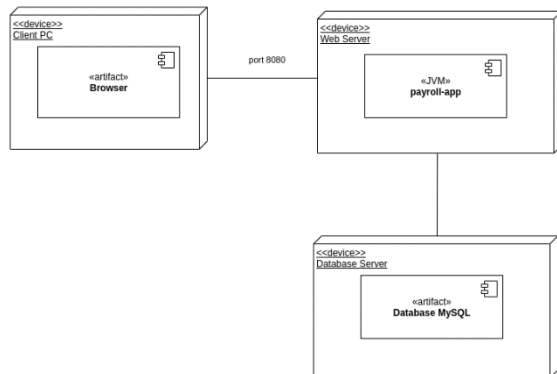 <<device>>
Client PC
«artifact»
Browser
port 8080
<<device>>
Web Server
«JVM»
payroll-app
<<device>>
Database Server
«artifact»
Database MySQL